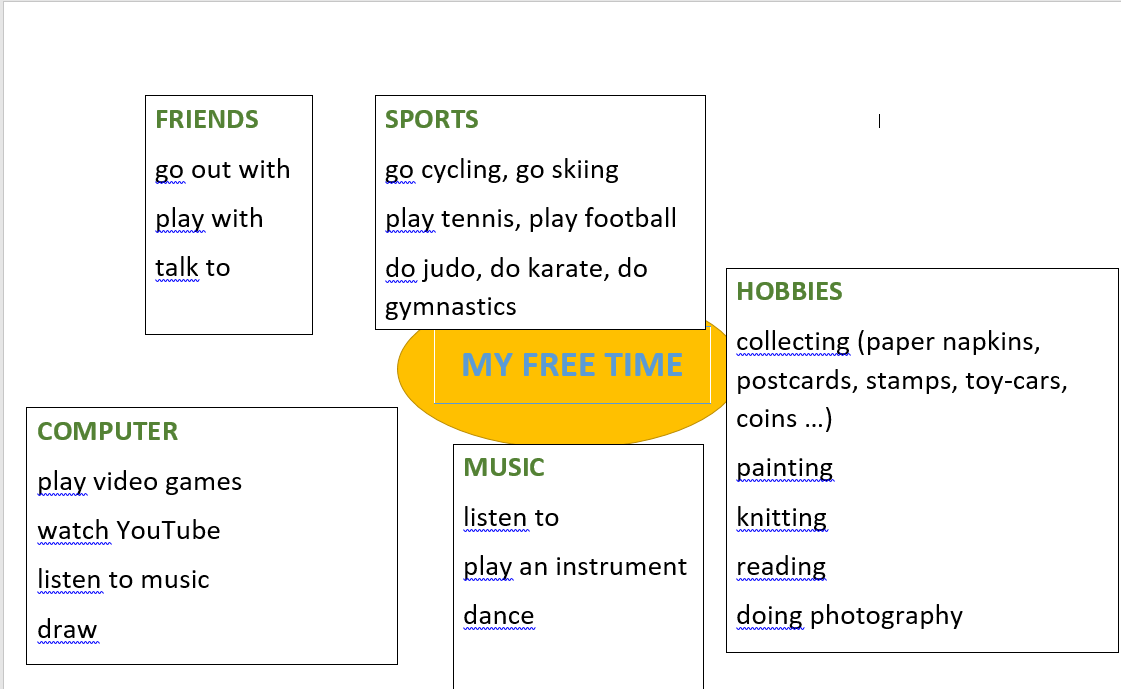 FRIENDS
go out with
play with
talk to
SPORTS
go cycling, go skiing
play tennis, play football
do judo, do karate, do
gymnastics
HOBBIES
collecting (paper napkins,
postcards, stamps, toy-cars,
coins …)
painting
knitting
reading
doing photography
MY FREE TIME
COMPUTER
play video games
watch YouTube
listen to music
draw
MUSIC
listen to
play an instrument
dance